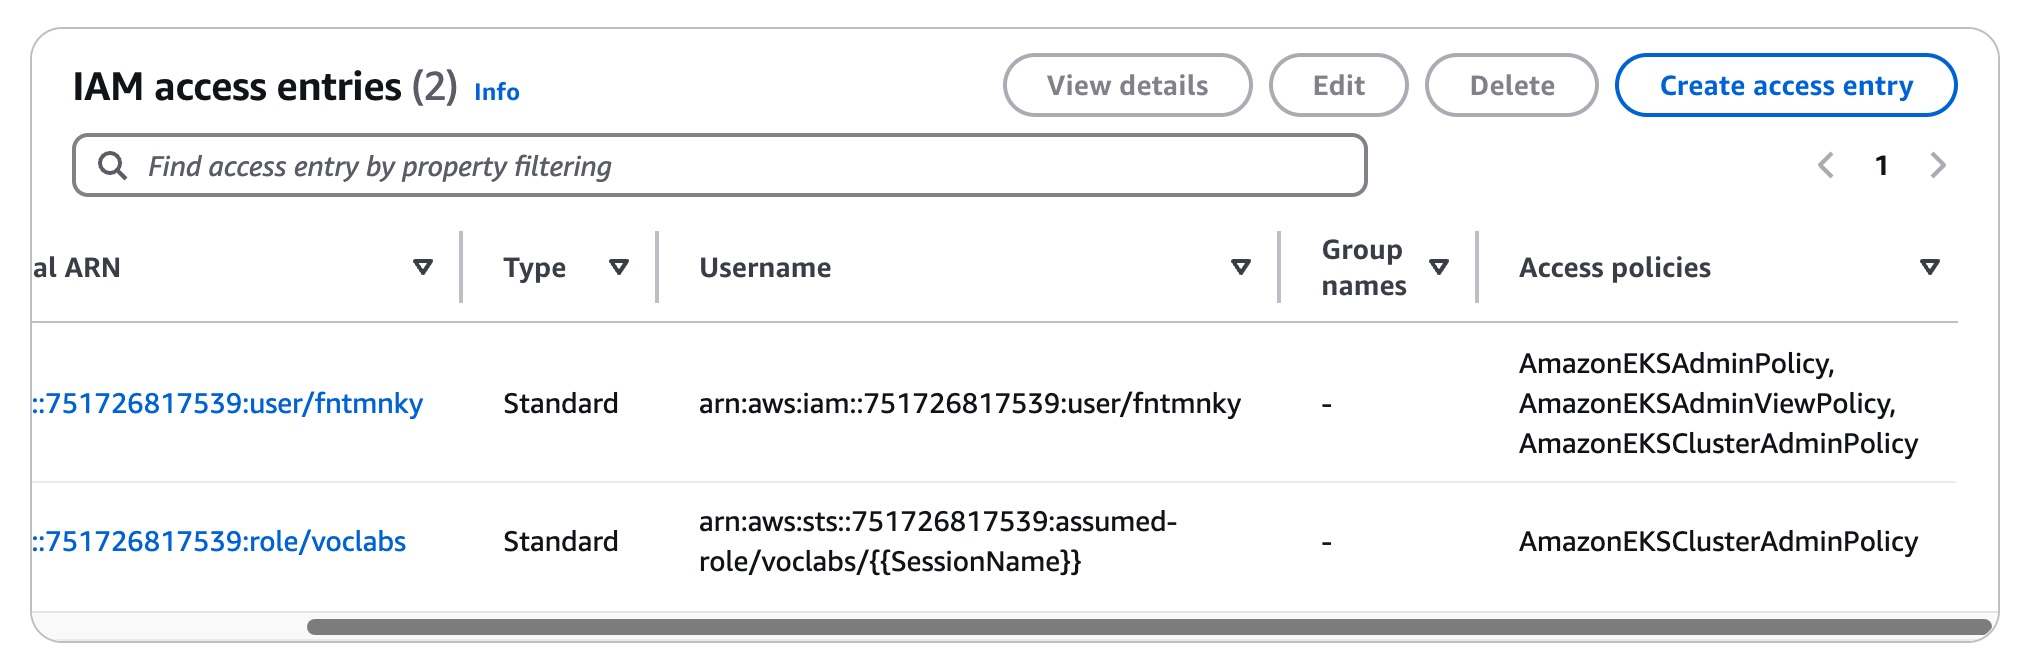 IAM access entries (2) Info
View details
Edit
Delete
Create access entry
Find access entry by property filtering
1
al ARN
Type
Username
Group
names
Access policies
::751726817539:user/fntmnky
Standard
arn:aws:iam::751726817539:user/fntmnky
-
AmazonEKSAdminPolicy,
AmazonEKSAdminViewPolicy,
AmazonEKSClusterAdminPolicy
::751726817539:role/voclabs
Standard
arn:aws:sts::751726817539:assumed-
role/voclabs/{{SessionName}}
-
AmazonEKSClusterAdminPolicy